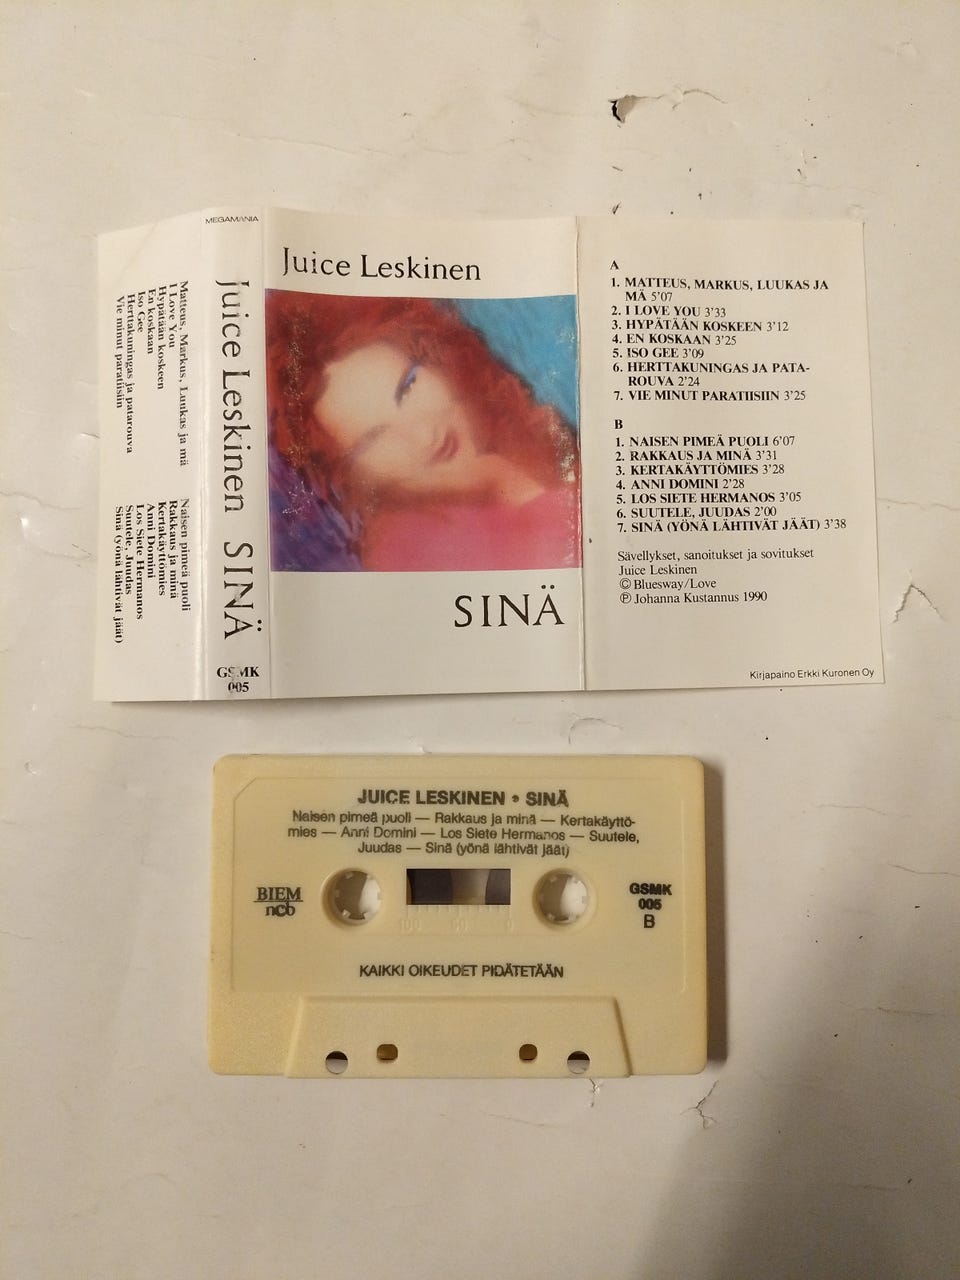 MEGAMANIA
Matteus, Markus, Luukas ja mä
I Love You
Hypätään koskeen
En koskaan
Iso Gee
Herttakuningas ja patarouva
Vie minut paratiisiin
Naisen pimeä puoli
Rakkaus ja minä
Kertakäyttömies
Anni Domini
Los Siete Hermanos
Suutele, Juudas
Sinä (yönä lähtivät jäät)
Juice Leskinen SINÄ
GSMK
005
Juice Leskinen
SINÄ
A
1. MATTEUS, MARKUS, LUUKAS JA
MÄ 5'07
2. I LOVE YOU 3'33
3. HYPÄTÄÄN KOSKEEN 3'12
4. EN KOSKAAN 3'25
5. ISO GEE 3'09
6. HERTTAKUNINGAS JA PATA-
ROUVA 2'24
7. VIE MINUT PARATIISIIN 3'25
B
1. NAISEN PIMEÄ PUOLI 6'07
2. RAKKAUS JA MINÄ 3'31
3. KERTAKÄYTTÖMIES 3'28
4. ANNI DOMINI 2'28
5. LOS SIETE HERMANOS 3'05
6. SUUTELE, JUUDAS 2'00
7. SINÄ (YÖNÄ LÄHTIVÄT JÄÄT) 3'38
Sävellykset, sanoitukset ja sovitukset
Juice Leskinen
© Bluesway/Love
℗ Johanna Kustannus 1990
Kirjapaino Erkki Kuronen Oy
JUICE LESKINEN • SINÄ
Naisen pimeä puoli — Rakkaus ja minä — Kertakäyttö-
mies — Anni Domini — Los Siete Hermanos — Suutele,
Juudas — Sinä (yönä lähtivät jäät)
BIEM
ncb
GSMK
005
B
100 50 0
KAIKKI OIKEUDET PIDÄTETÄÄN